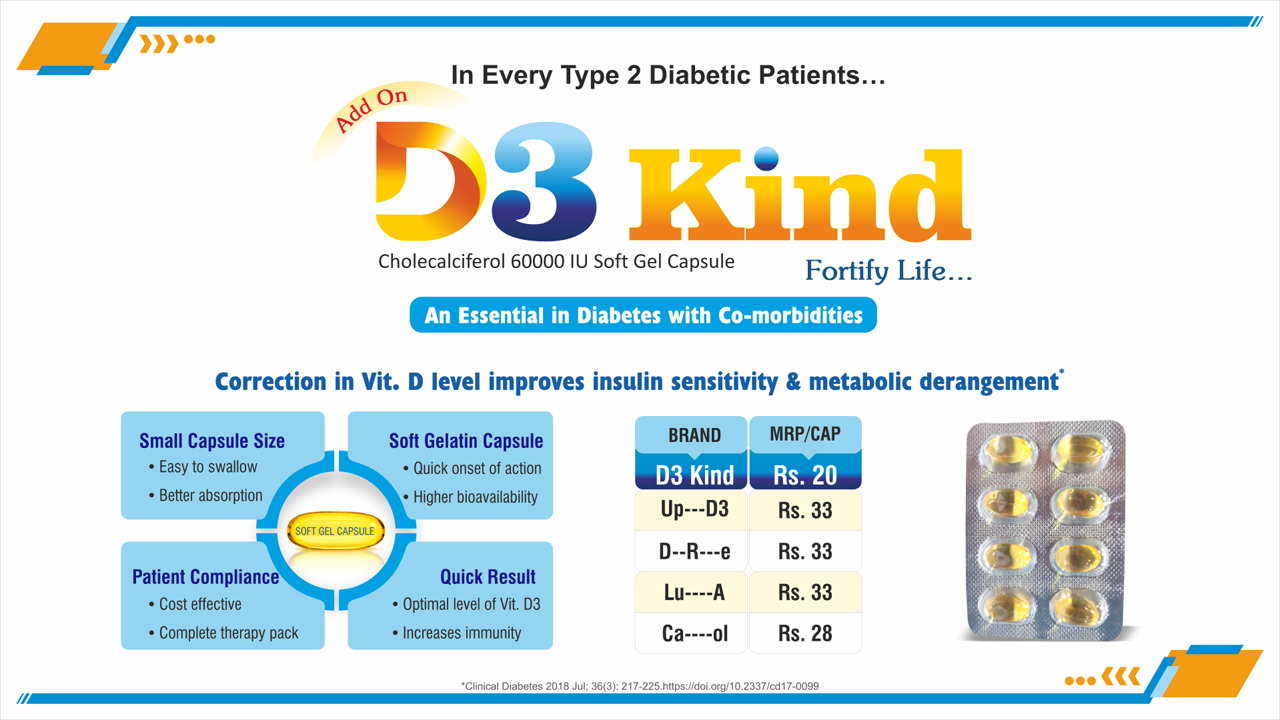 In Every Type 2 Diabetic Patients...
Add On
D3 Kind
Cholecalciferol 60000 IU Soft Gel Capsule
Fortify Life...
An Essential in Diabetes with Co-morbidities
Correction in Vit. D level improves insulin sensitivity & metabolic derangement*
Small Capsule Size
• Easy to swallow
• Better absorption
Soft Gelatin Capsule
• Quick onset of action
• Higher bioavailability
SOFT GEL CAPSULE
Patient Compliance
• Cost effective
• Complete therapy pack
Quick Result
• Optimal level of Vit. D3
• Increases immunity
BRAND MRP/CAP
D3 Kind Rs. 20
Up---D3 Rs. 33
D--R---e Rs. 33
Lu----A Rs. 33
Ca----ol Rs. 28
*Clinical Diabetes 2018 Jul; 36(3): 217-225.https://doi.org/10.2337/cd17-0099